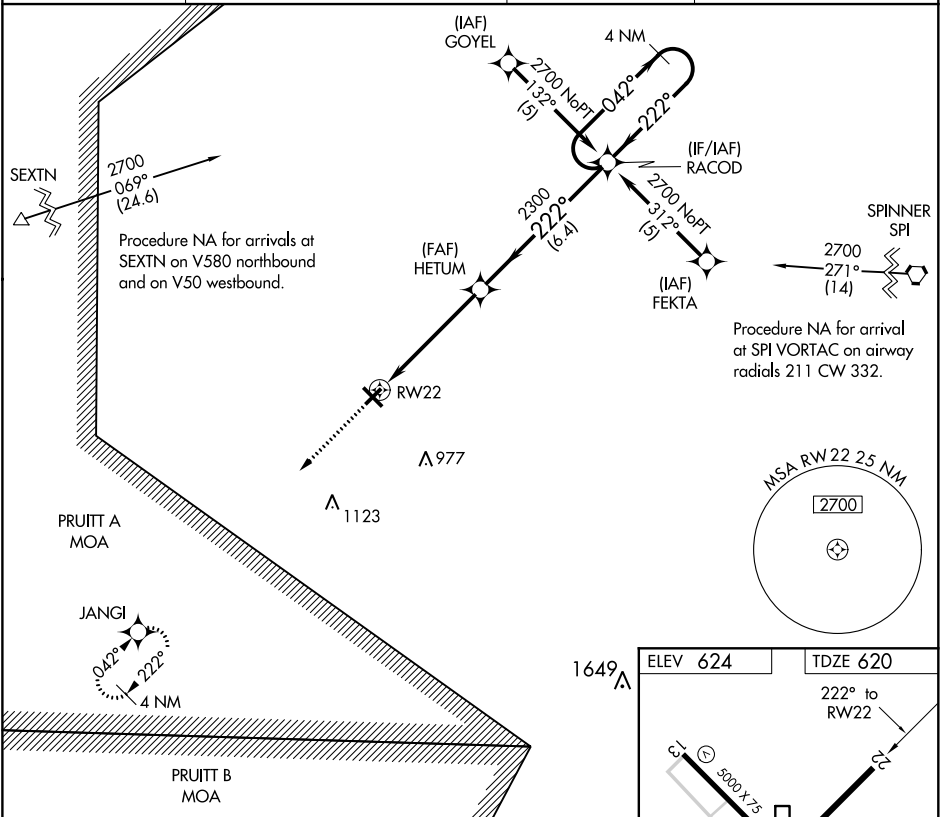 (IAF)
GOYEL
4 NM
2700 NoPT
132°
(5)
042°
222°
(IF/IAF)
RACOD
SEXTN
2700
069°
(24.6)
2300
222°
(6.4)
2700 NoPT
312°
(5)
SPINNER
SPI
2700
271°
(14)
Procedure NA for arrivals at
SEXTN on V580 northbound
and on V50 westbound.
(FAF)
HETUM
(IAF)
FEKTA
Procedure NA for arrival
at SPI VORTAC on airway
radials 211 CW 332.
RW22
977
1123
MSA RW 22 25 NM
2700
PRUITT A
MOA
JANGI
042°
222°
4 NM
1649
ELEV 624
TDZE 620
222° to
RW22
22
13
V
5000 X 75
PRUITT B
MOA